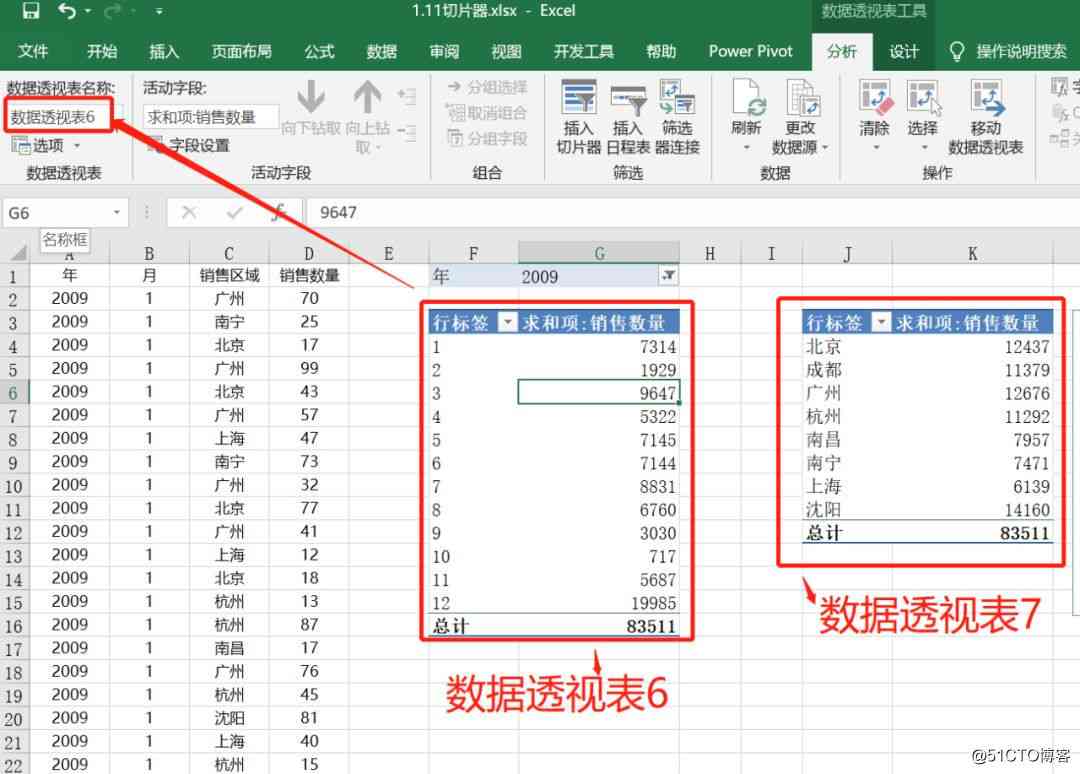 1.11切片器.xlsx - Excel
数据透视表工具
文件 开始 插入 页面布局 公式 数据 审阅 视图 开发工具 帮助 Power Pivot 分析 设计 操作说明搜索
数据透视表名称:
数据透视表6
选项
数据透视表
活动字段:
求和项:销售数量
字段设置
向下钻取 向上钻取
活动字段
分组选择
取消组合
分组字段
组合
插入切片器
插入日程表
筛选器连接
筛选
刷新
更改数据源
数据
清除
选择
移动数据透视表
操作
G6 fx 9647
名称框
A B C D E F G H I J K
1 年 月 销售区域 销售数量 年 2009
2 2009 1 广州 70
3 2009 1 南宁 25 行标签 求和项:销售数量 行标签 求和项:销售数量
4 2009 1 北京 17 1 7314 北京 12437
5 2009 1 广州 99 2 1929 成都 11379
6 2009 1 北京 43 3 9647 广州 12676
7 2009 1 广州 57 4 5322 杭州 11292
8 2009 1 上海 47 5 7145 南昌 7957
9 2009 1 南宁 73 6 7144 南宁 7471
10 2009 1 广州 32 7 8831 上海 6139
11 2009 1 北京 77 8 6760 沈阳 14160
12 2009 1 广州 41 9 3030 总计 83511
13 2009 1 上海 12 10 717
14 2009 1 北京 18 11 5687
15 2009 1 杭州 13 12 19985
16 2009 1 杭州 87 总计 83511
17 2009 1 南昌 17
18 2009 1 广州 76
19 2009 1 杭州 45
20 2009 1 沈阳 81
21 2009 1 上海 40
22 2009 1 杭州 15
数据透视表7
数据透视表6
@51CTO博客